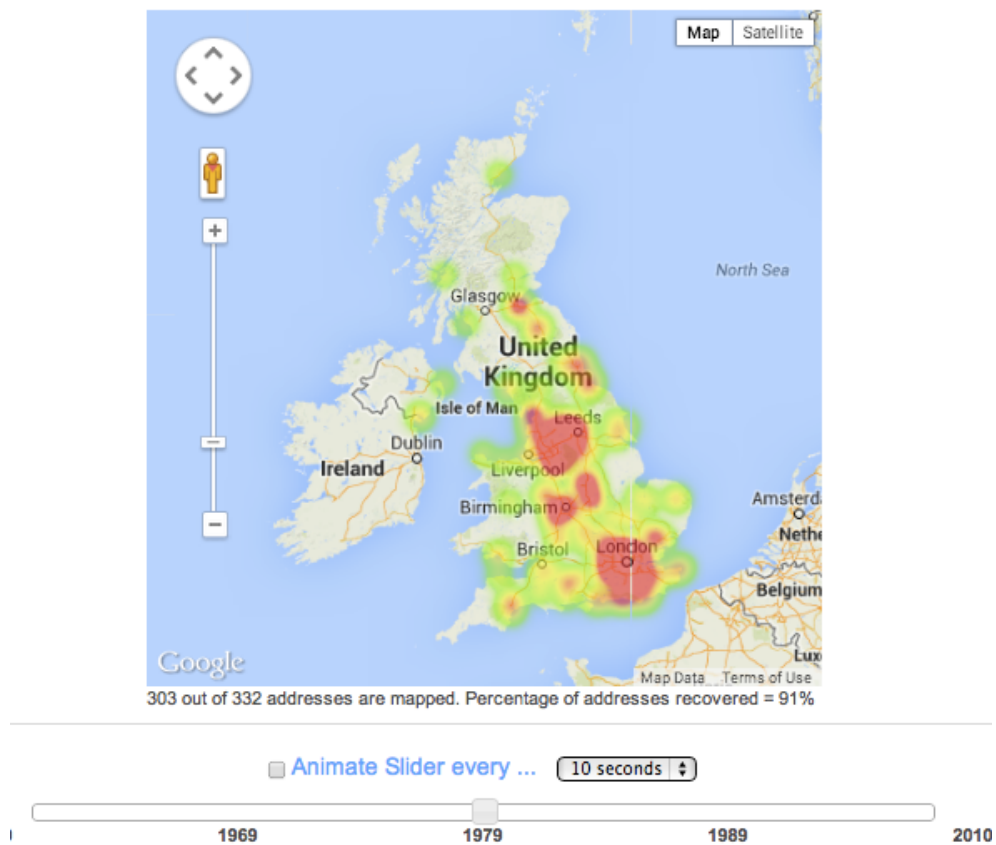 Map Satellite
North Sea
Glasgow
United
Kingdom
Isle of Man
Leeds
Dublin
Ireland
Liverpool
Birmingham
Amsterd
Nethe
Bristol
London
Belgium
Lux
Google
Map Data Terms of Use
303 out of 332 addresses are mapped. Percentage of addresses recovered = 91%
Animate Slider every ... 10 seconds
1969 1979 1989 2010